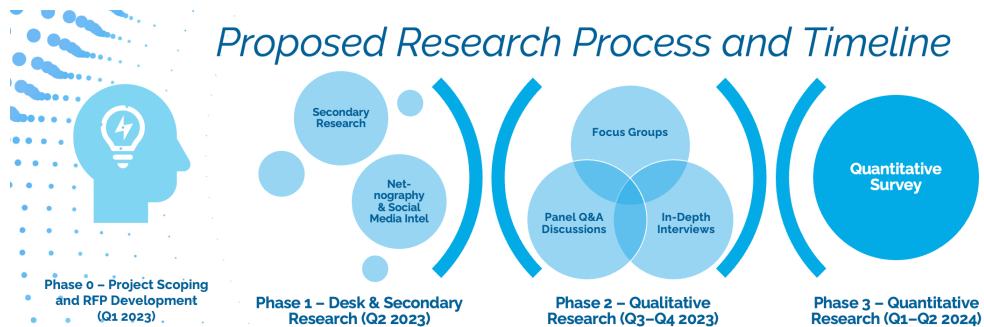 Proposed Research Process and Timeline
Secondary
Research
Net-
nography
& Social
Media Intel
Focus Groups
Panel Q&A
Discussions
In-Depth
Interviews
Quantitative
Survey
Phase 0 – Project Scoping
and RFP Development
(Q1 2023)
Phase 1 – Desk & Secondary
Research (Q2 2023)
Phase 2 – Qualitative
Research (Q3–Q4 2023)
Phase 3 – Quantitative
Research (Q1–Q2 2024)